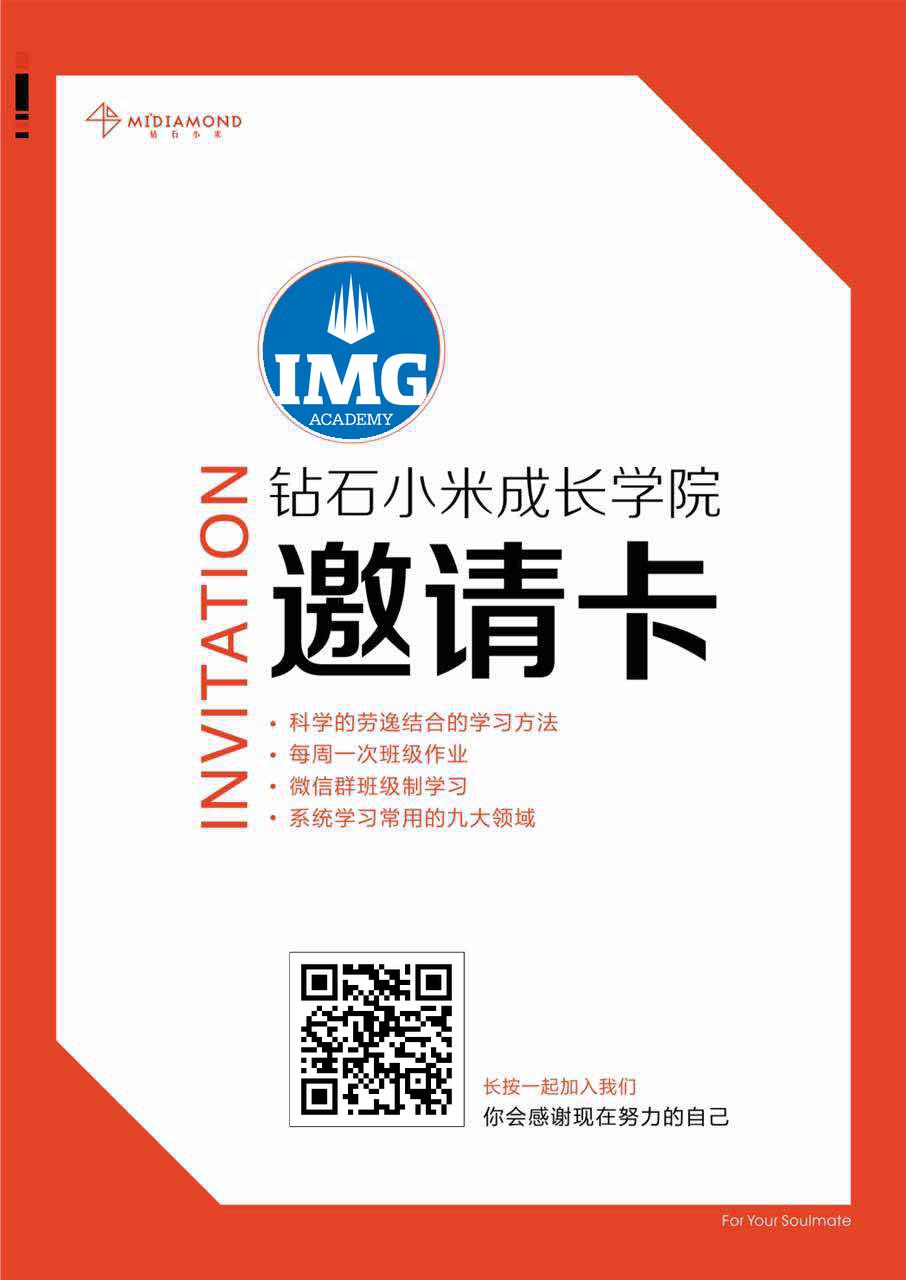 MIDIAMOND
钻石小米
IMG
ACADEMY
INVITATION
钻石小米成长学院
邀请卡
• 科学的劳逸结合的学习方法
• 每周一次班级作业
• 微信群班级制学习
• 系统学习常用的九大领域
长按一起加入我们
你会感谢现在努力的自己
For Your Soulmate